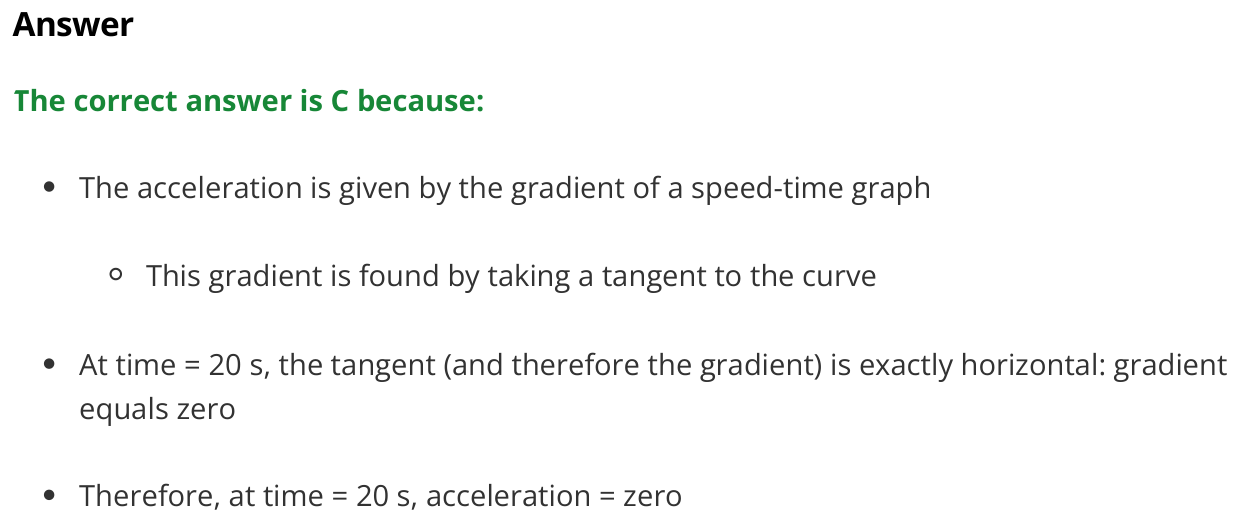 Answer
The correct answer is C because:
• The acceleration is given by the gradient of a speed-time graph
◦ This gradient is found by taking a tangent to the curve
• At time = 20 s, the tangent (and therefore the gradient) is exactly horizontal: gradient
equals zero
• Therefore, at time = 20 s, acceleration = zero